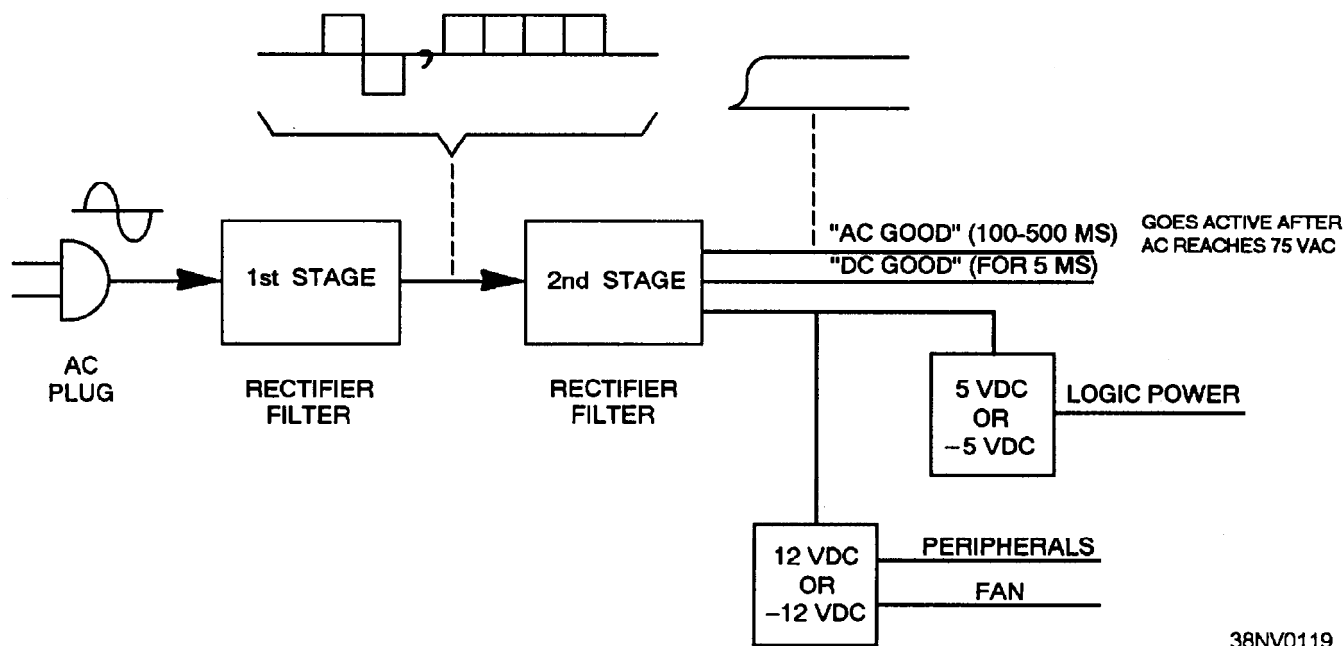 "AC GOOD" (100-500 MS)
GOES ACTIVE AFTER
AC REACHES 75 VAC
"DC GOOD" (FOR 5 MS)
1st STAGE
2nd STAGE
AC
PLUG
RECTIFIER
FILTER
RECTIFIER
FILTER
5 VDC
OR
–5 VDC
LOGIC POWER
12 VDC
OR
–12 VDC
PERIPHERALS
FAN
38NV0119